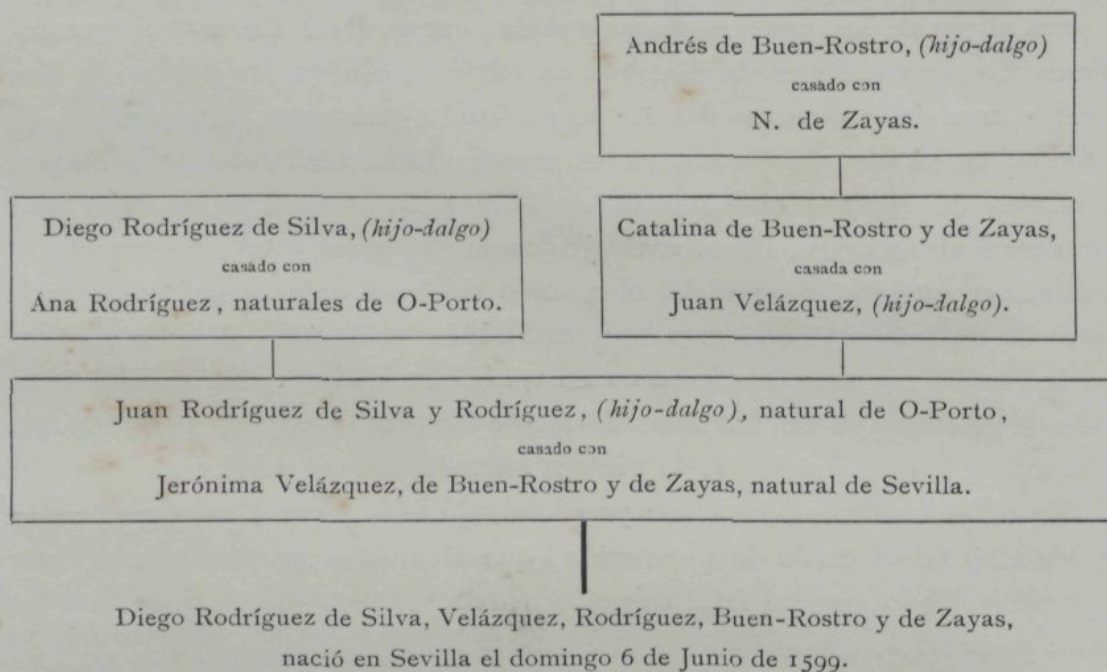 Andrés de Buen-Rostro, (hijo-dalgo)
casado con
N. de Zayas.
Diego Rodríguez de Silva, (hijo-dalgo)
casado con
Ána Rodríguez, naturales de O-Porto.
Catalina de Buen-Rostro y de Zayas,
casada con
Juan Velázquez, (hijo-dalgo).
Juan Rodríguez de Silva y Rodríguez, (hijo-dalgo), natural de O-Porto,
casado con
Jerónima Velázquez, de Buen-Rostro y de Zayas, natural de Sevilla.
Diego Rodríguez de Silva, Velázquez, Rodríguez, Buen-Rostro y de Zayas,
nació en Sevilla el domingo 6 de Junio de 1599.